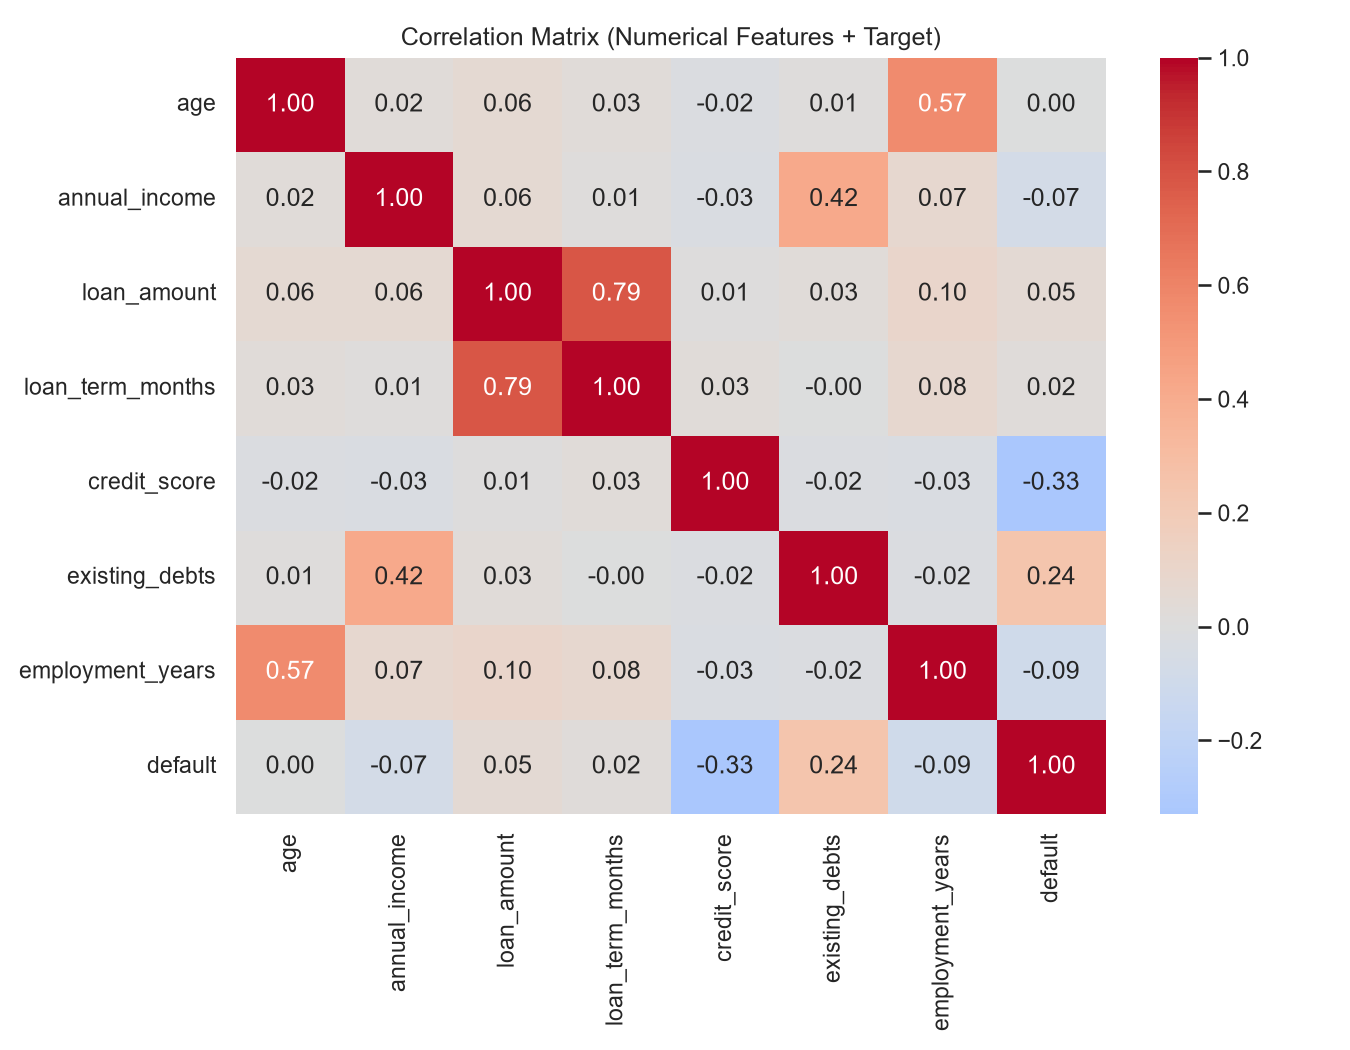 Correlation Matrix (Numerical Features + Target)
age 1.00 0.02 0.06 0.03 -0.02 0.01 0.57 0.00
annual_income 0.02 1.00 0.06 0.01 -0.03 0.42 0.07 -0.07
loan_amount 0.06 0.06 1.00 0.79 0.01 0.03 0.10 0.05
loan_term_months 0.03 0.01 0.79 1.00 0.03 -0.00 0.08 0.02
credit_score -0.02 -0.03 0.01 0.03 1.00 -0.02 -0.03 -0.33
existing_debts 0.01 0.42 0.03 -0.00 -0.02 1.00 -0.02 0.24
employment_years 0.57 0.07 0.10 0.08 -0.03 -0.02 1.00 -0.09
default 0.00 -0.07 0.05 0.02 -0.33 0.24 -0.09 1.00
age
annual_income
loan_amount
loan_term_months
credit_score
existing_debts
employment_years
default
1.0
0.8
0.6
0.4
0.2
0.0
−0.2